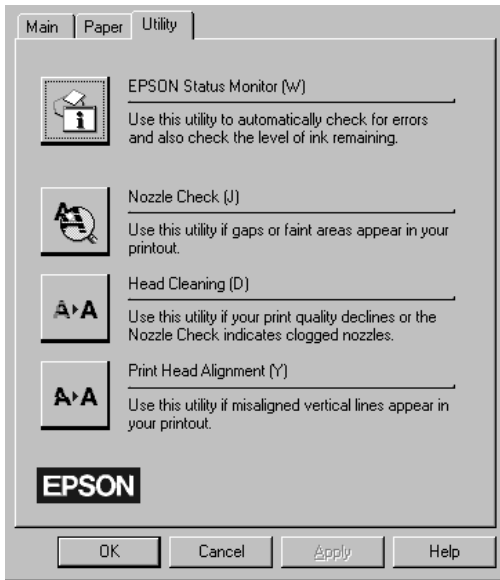 Main Paper Utility
EPSON Status Monitor (W)
Use this utility to automatically check for errors
and also check the level of ink remaining.
Nozzle Check (J)
Use this utility if gaps or faint areas appear in your
printout.
Head Cleaning (D)
Use this utility if your print quality declines or the
Nozzle Check indicates clogged nozzles.
Print Head Alignment (Y)
Use this utility if misaligned vertical lines appear in
your printout.
EPSON
OK Cancel Apply Help